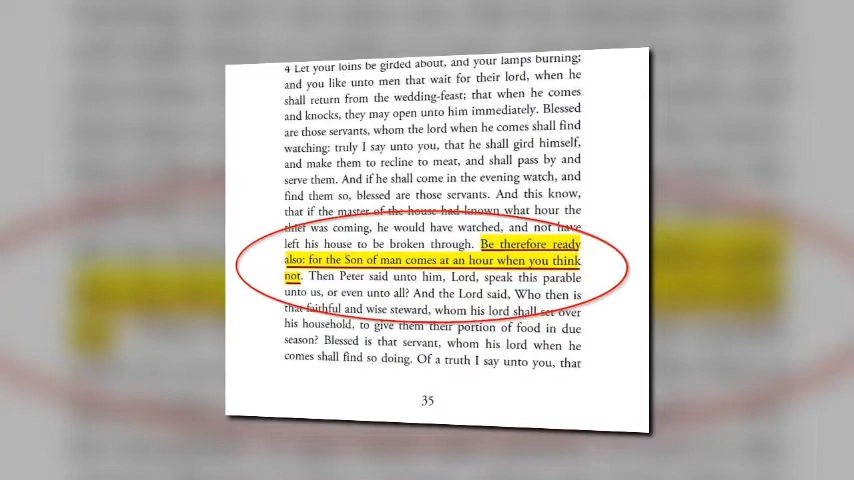 4 Let your loins be girded about, and your lamps burning;
and you like unto men that wait for their lord, when he
shall return from the wedding-feast; that when he comes
and knocks, they may open unto him immediately. Blessed
are those servants, whom the lord when he comes shall find
watching: truly I say unto you, that he shall gird himself,
and make them to recline to meat, and shall pass by and
serve them. And if he shall come in the evening watch, and
find them so, blessed are those servants. And this know,
that if the master of the house had known what hour the
thief was coming, he would have watched, and not have
left his house to be broken through. Be therefore ready
also: for the Son of man comes at an hour when you think
not. Then Peter said unto him, Lord, speak this parable
unto us, or even unto all? And the Lord said, Who then is
that faithful and wise steward, whom his lord shall set over
his household, to give them their portion of food in due
season? Blessed is that servant, whom his lord when he
comes shall find so doing. Of a truth I say unto you, that
35